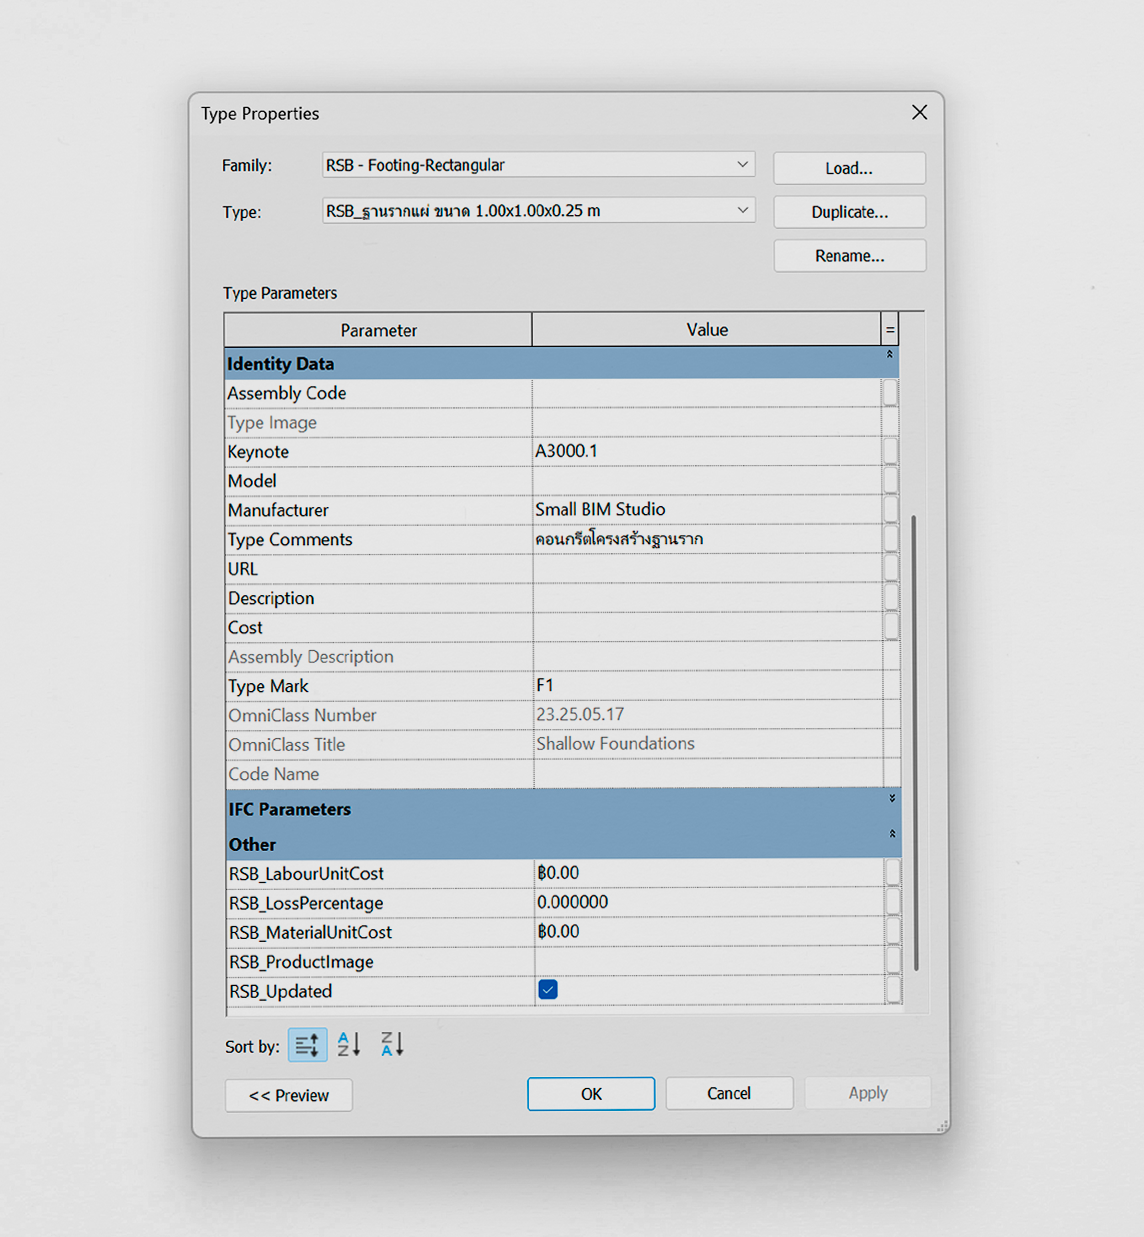 Type Properties
Family: RSB - Footing-Rectangular Load...
Type: RSB_ฐานรากแผ่ ขนาด 1.00x1.00x0.25 m Duplicate...
Rename...
Type Parameters
Parameter Value =
Identity Data
Assembly Code
Type Image
Keynote A3000.1
Model
Manufacturer Small BIM Studio
Type Comments คอนกรีตโครงสร้างฐานราก
URL
Description
Cost
Assembly Description
Type Mark F1
OmniClass Number 23.25.05.17
OmniClass Title Shallow Foundations
Code Name
IFC Parameters
Other
RSB_LabourUnitCost ฿0.00
RSB_LossPercentage 0.000000
RSB_MaterialUnitCost ฿0.00
RSB_ProductImage
RSB_Updated
Sort by:
<< Preview OK Cancel Apply